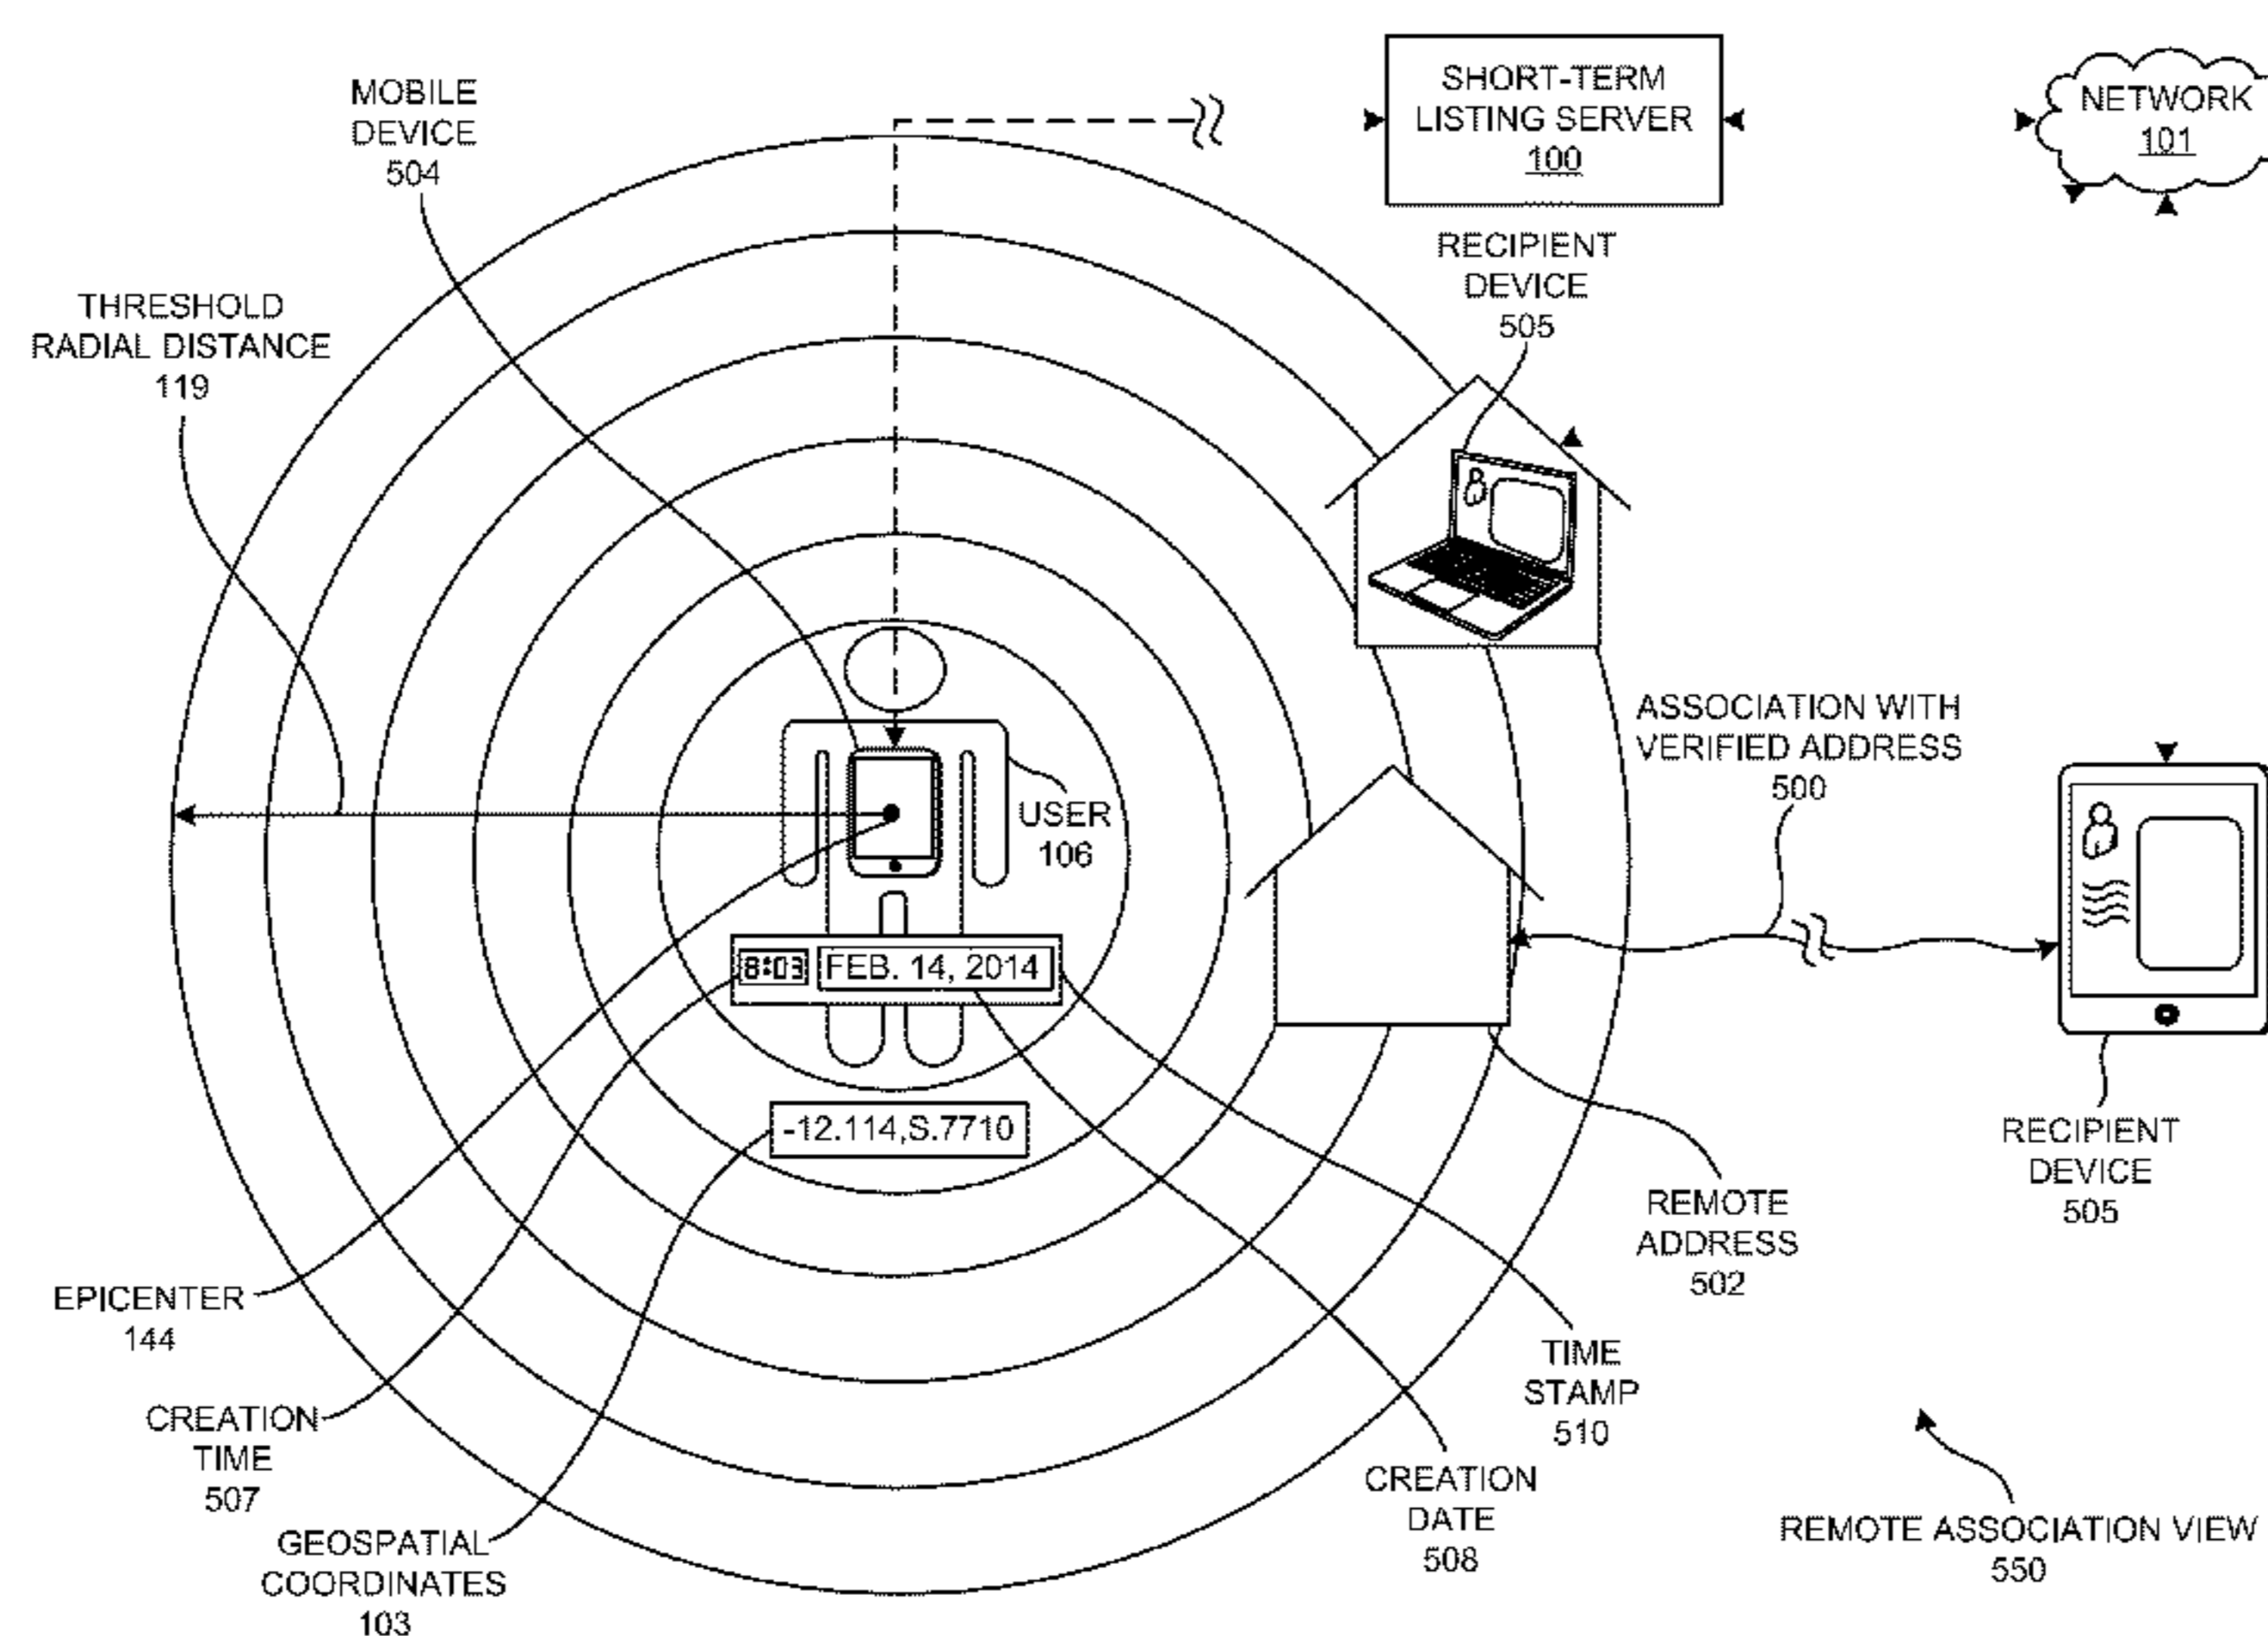 MOBILE
DEVICE
504
SHORT-TERM
LISTING SERVER
100
NETWORK
101
RECIPIENT
DEVICE
505
THRESHOLD
RADIAL DISTANCE
119
ASSOCIATION WITH
VERIFIED ADDRESS
500
USER
106
8:03
FEB. 14, 2014
-12.114,S.7710
RECIPIENT
DEVICE
505
REMOTE
ADDRESS
502
EPICENTER
144
TIME
STAMP
510
CREATION
TIME
507
CREATION
DATE
508
GEOSPATIAL
COORDINATES
103
REMOTE ASSOCIATION VIEW
550